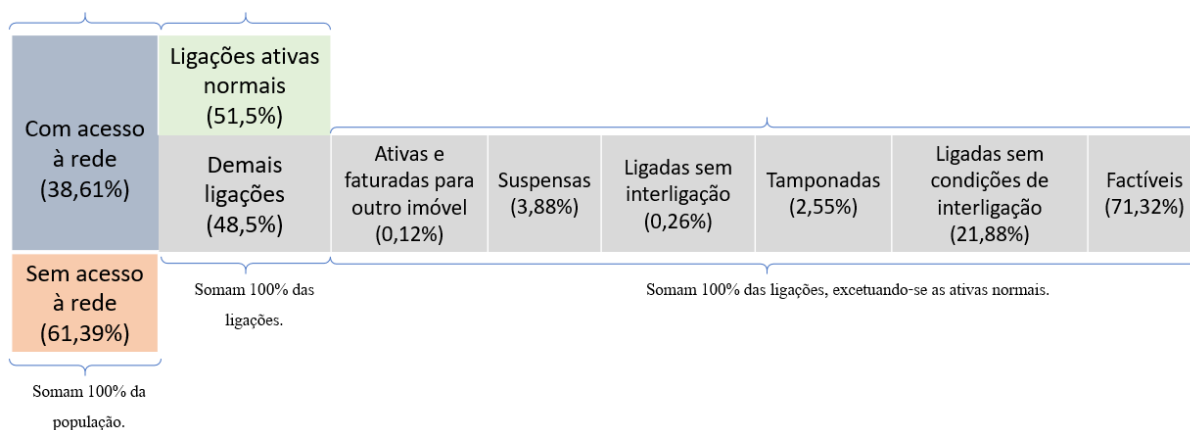 Com acesso
à rede
(38,61%)
Sem acesso
à rede
(61,39%)
Somam 100% da
população.
Ligações ativas
normais
(51,5%)
Demais
ligações
(48,5%)
Somam 100% das
ligações.
Ativas e
faturadas para
outro imóvel
(0,12%)
Suspensas
(3,88%)
Ligadas sem
interligação
(0,26%)
Tamponadas
(2,55%)
Ligadas sem
condições de
interligação
(21,88%)
Factíveis
(71,32%)
Somam 100% das ligações, excetuando-se as ativas normais.